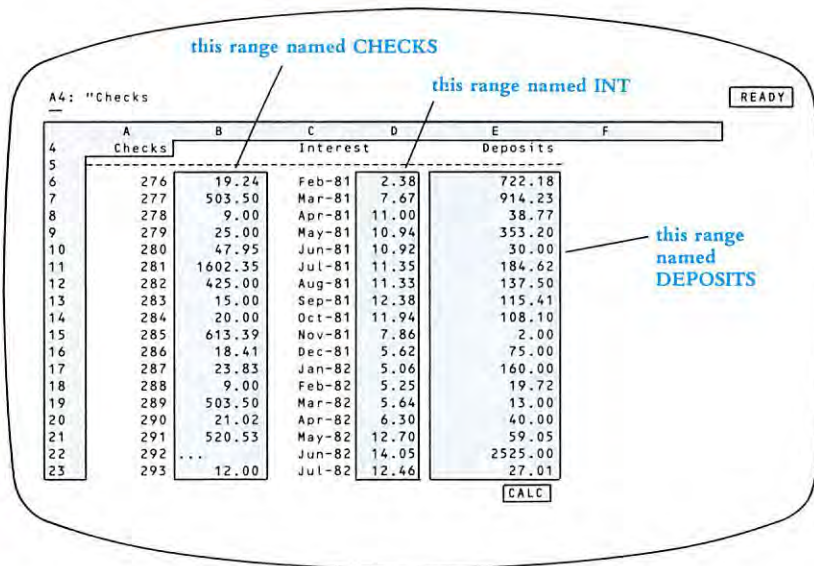 this range named CHECKS
this range named INT
A4: "Checks
READY
A B C D E F
4 Checks Interest Deposits
5 ------------------------------------------------
6 276 19.24 Feb-81 2.38 722.18
7 277 503.50 Mar-81 7.67 914.23
8 278 9.00 Apr-81 11.00 38.77
9 279 25.00 May-81 10.94 353.20
10 280 47.95 Jun-81 10.92 30.00
11 281 1602.35 Jul-81 11.35 184.62
12 282 425.00 Aug-81 11.33 137.50
13 283 15.00 Sep-81 12.38 115.41
14 284 20.00 Oct-81 11.94 108.10
15 285 613.39 Nov-81 7.86 2.00
16 286 18.41 Dec-81 5.62 75.00
17 287 23.83 Jan-82 5.06 160.00
18 288 9.00 Feb-82 5.25 19.72
19 289 503.50 Mar-82 5.64 13.00
20 290 21.02 Apr-82 6.30 40.00
21 291 520.53 May-82 12.70 59.05
22 292 ... Jun-82 14.05 2525.00
23 293 12.00 Jul-82 12.46 27.01
this range
named
DEPOSITS
CALC